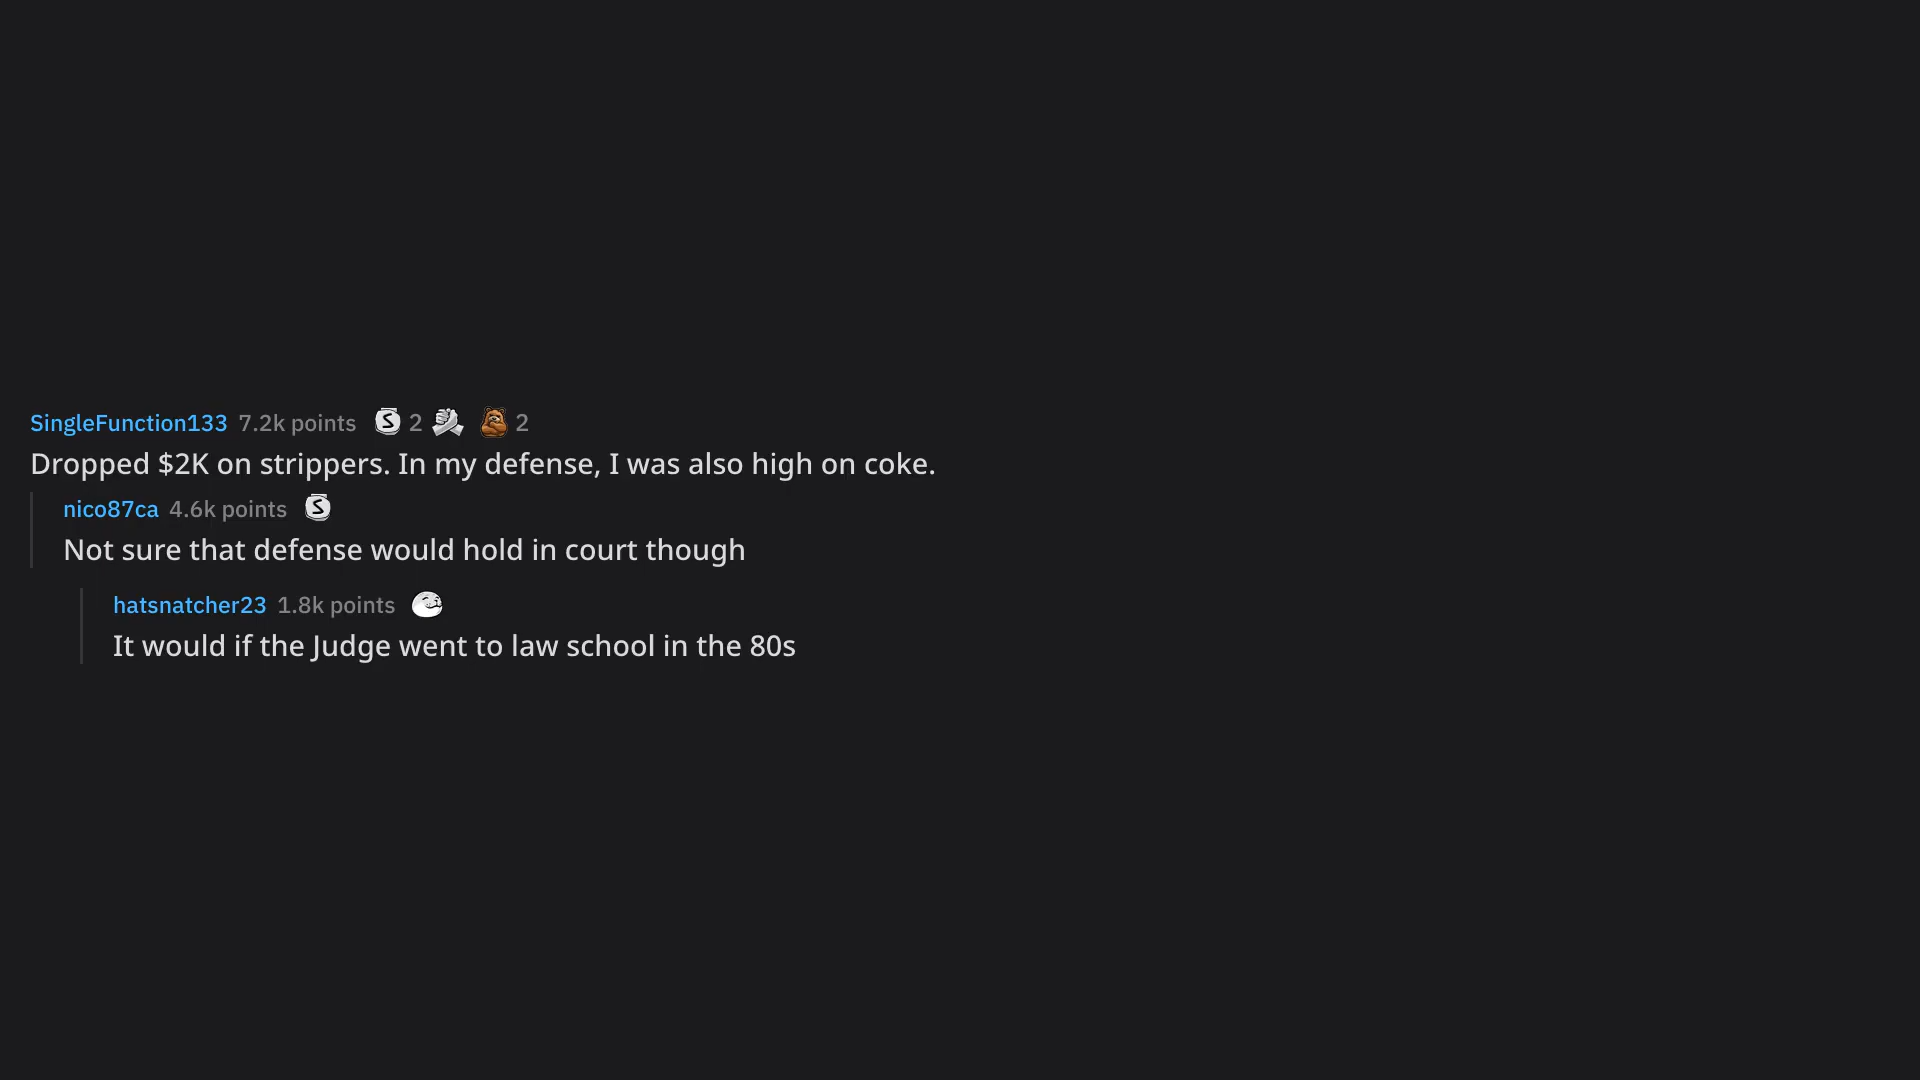 SingleFunction133 7.2k points S 2 2
Dropped $2K on strippers. In my defense, I was also high on coke.
nico87ca 4.6k points S
Not sure that defense would hold in court though
hatsnatcher23 1.8k points
It would if the Judge went to law school in the 80s